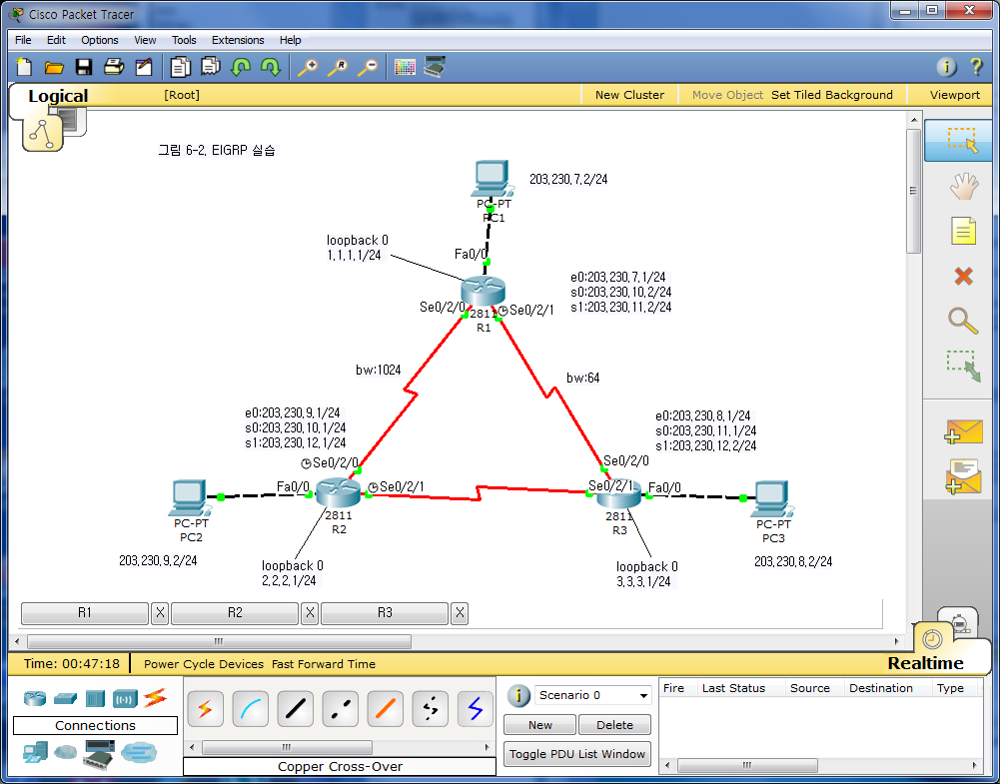 Cisco Packet Tracer
File Edit Options View Tools Extensions Help
Logical [Root] New Cluster Move Object Set Tiled Background Viewport
그림 6-2. EIGRP 실습
203.230.7.2/24
PC-PT
PC1
loopback 0
1.1.1.1/24
Fa0/0
e0:203.230.7.1/24
s0:203.230.10.2/24
s1:203.230.11.2/24
Se0/2/0
Se0/2/1
2811
R1
bw:1024
bw:64
e0:203.230.9.1/24
s0:203.230.10.1/24
s1:203.230.12.1/24
e0:203.230.8.1/24
s0:203.230.11.1/24
s1:203.230.12.2/24
Se0/2/0
Se0/2/0
Fa0/0
Se0/2/1
Se0/2/1
Fa0/0
PC-PT
PC2
2811
R2
2811
R3
PC-PT
PC3
203.230.9.2/24
203.230.8.2/24
loopback 0
2.2.2.1/24
loopback 0
3.3.3.1/24
R1 X R2 X R3 X
Time: 00:47:18 Power Cycle Devices Fast Forward Time
Realtime
Connections
Copper Cross-Over
Scenario 0
New Delete
Toggle PDU List Window
Fire Last Status Source Destination Type